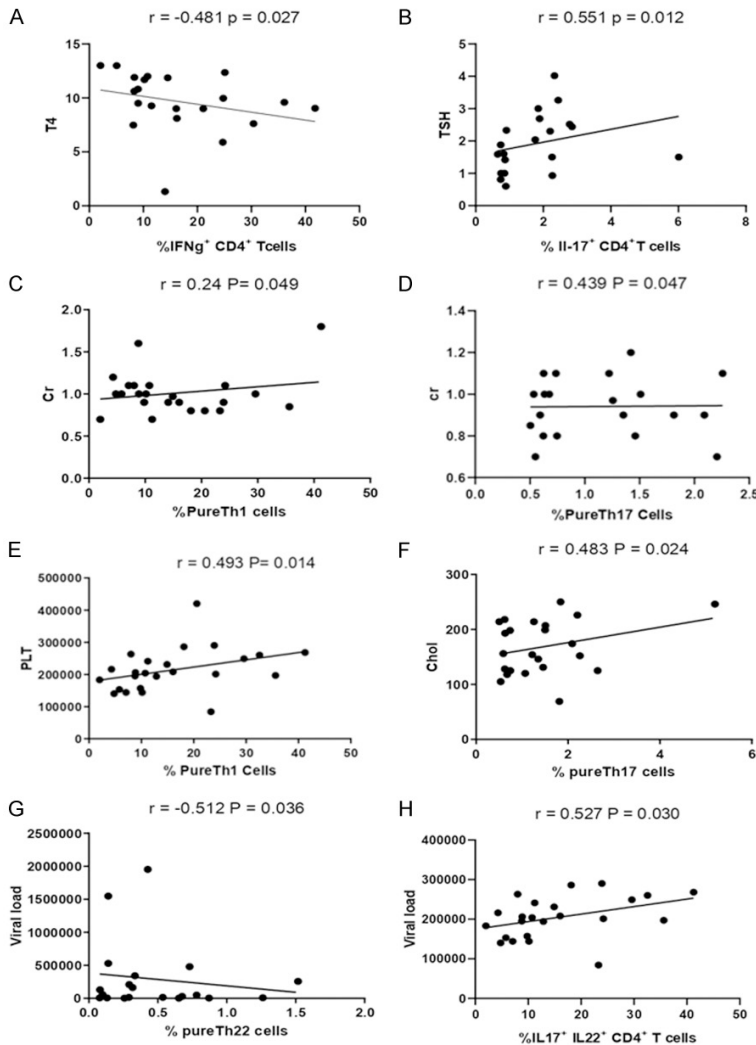 A
r = -0.481 p = 0.027
T4
15
10
5
0
0
10
20
30
40
50
%IFNg+ CD4+ Tcells
B
r = 0.551 p = 0.012
TSH
5
4
3
2
1
0
0
2
4
6
8
% Il-17+ CD4+T cells
C
r = 0.24 P= 0.049
Cr
2.0
1.5
1.0
0.5
0.0
0
10
20
30
40
50
%PureTh1 cells
D
r = 0.439 P = 0.047
cr
1.4
1.2
1.0
0.8
0.6
0.0
0.5
1.0
1.5
2.0
2.5
%PureTh17 Cells
E
r = 0.493 P= 0.014
PLT
500000
400000
300000
200000
100000
0
0
10
20
30
40
50
% PureTh1 Cells
F
r = 0.483 P = 0.024
Chol
300
200
100
0
0
2
4
6
% pureTh17 cells
G
r = -0.512 P = 0.036
Viral load
2500000
2000000
1500000
1000000
500000
0
0.0
0.5
1.0
1.5
2.0
% pureTh22 cells
H
r = 0.527 P = 0.030
Viral load
400000
300000
200000
100000
0
0
10
20
30
40
50
%IL17+ IL22+ CD4+ T cells